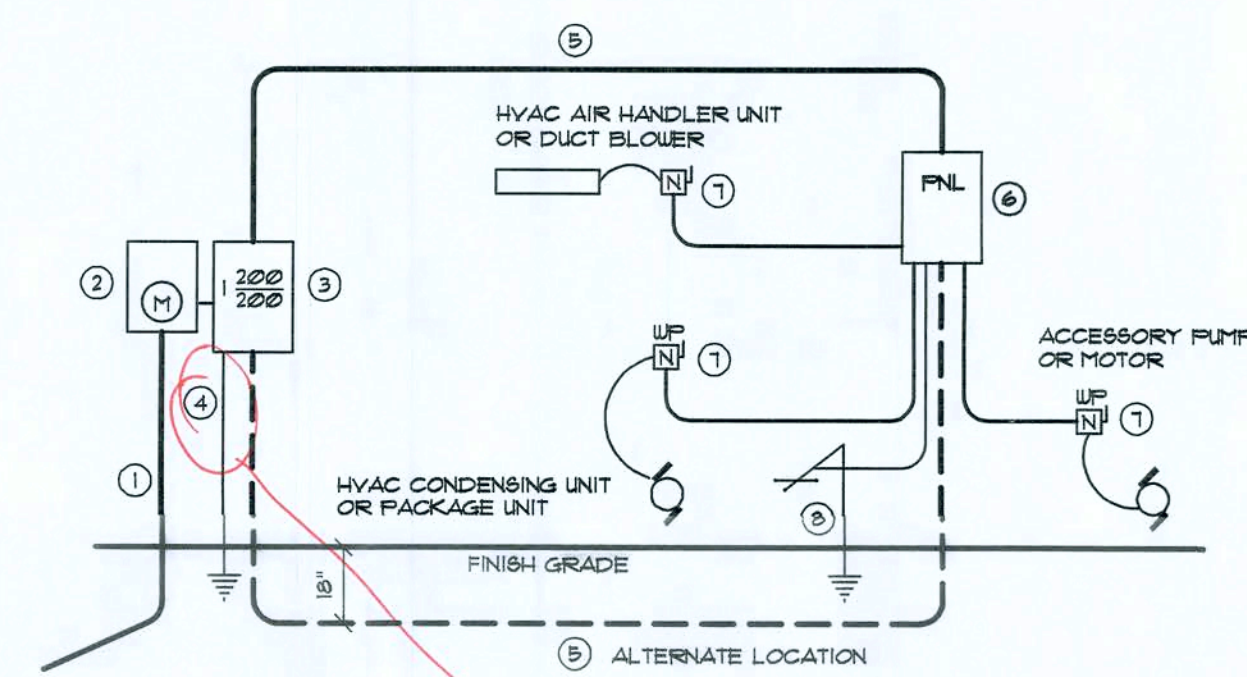 5
HVAC AIR HANDLER UNIT
OR DUCT BLOWER
N 7
PNL 6
2 M
1 200
200
3
WP
N 7
ACCESSORY PUMP
OR MOTOR
WP
N 7
4
1
HVAC CONDENSING UNIT
OR PACKAGE UNIT
8
FINISH GRADE
18"
5 ALTERNATE LOCATION